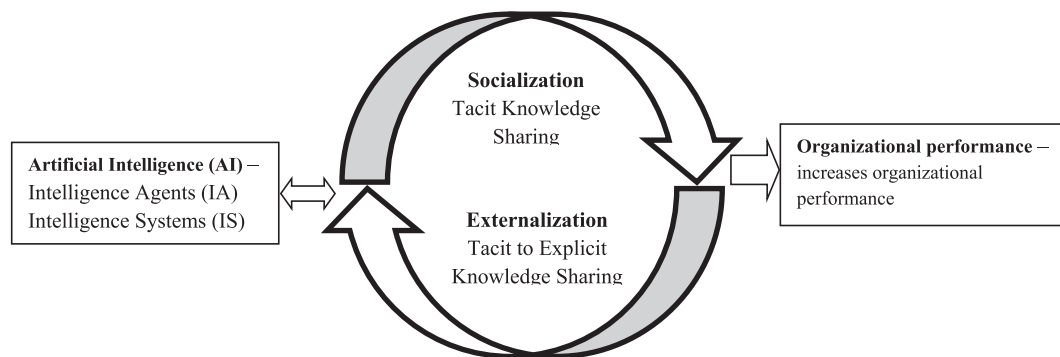 Socialization
Tacit Knowledge
Sharing
Artificial Intelligence (AI) –
Intelligence Agents (IA)
Intelligence Systems (IS)
Organizational performance –
increases organizational
performance
Externalization
Tacit to Explicit
Knowledge Sharing